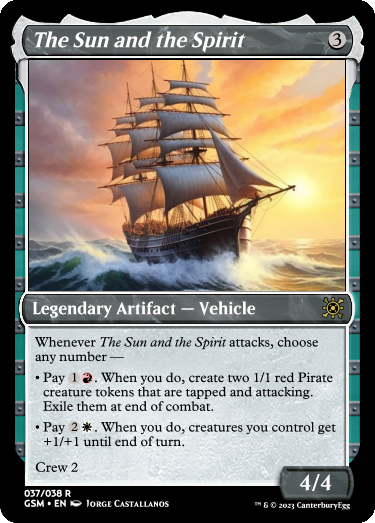 The Sun and the Spirit 3
Legendary Artifact — Vehicle
Whenever The Sun and the Spirit attacks, choose
any number —
• Pay 1 . When you do, create two 1/1 red Pirate
creature tokens that are tapped and attacking.
Exile them at end of combat.
• Pay 2 . When you do, creatures you control get
+1/+1 until end of turn.
Crew 2
4/4
037/038 R
GSM • EN Jorge Castallanos
™ & © 2023 CanterburyEgg